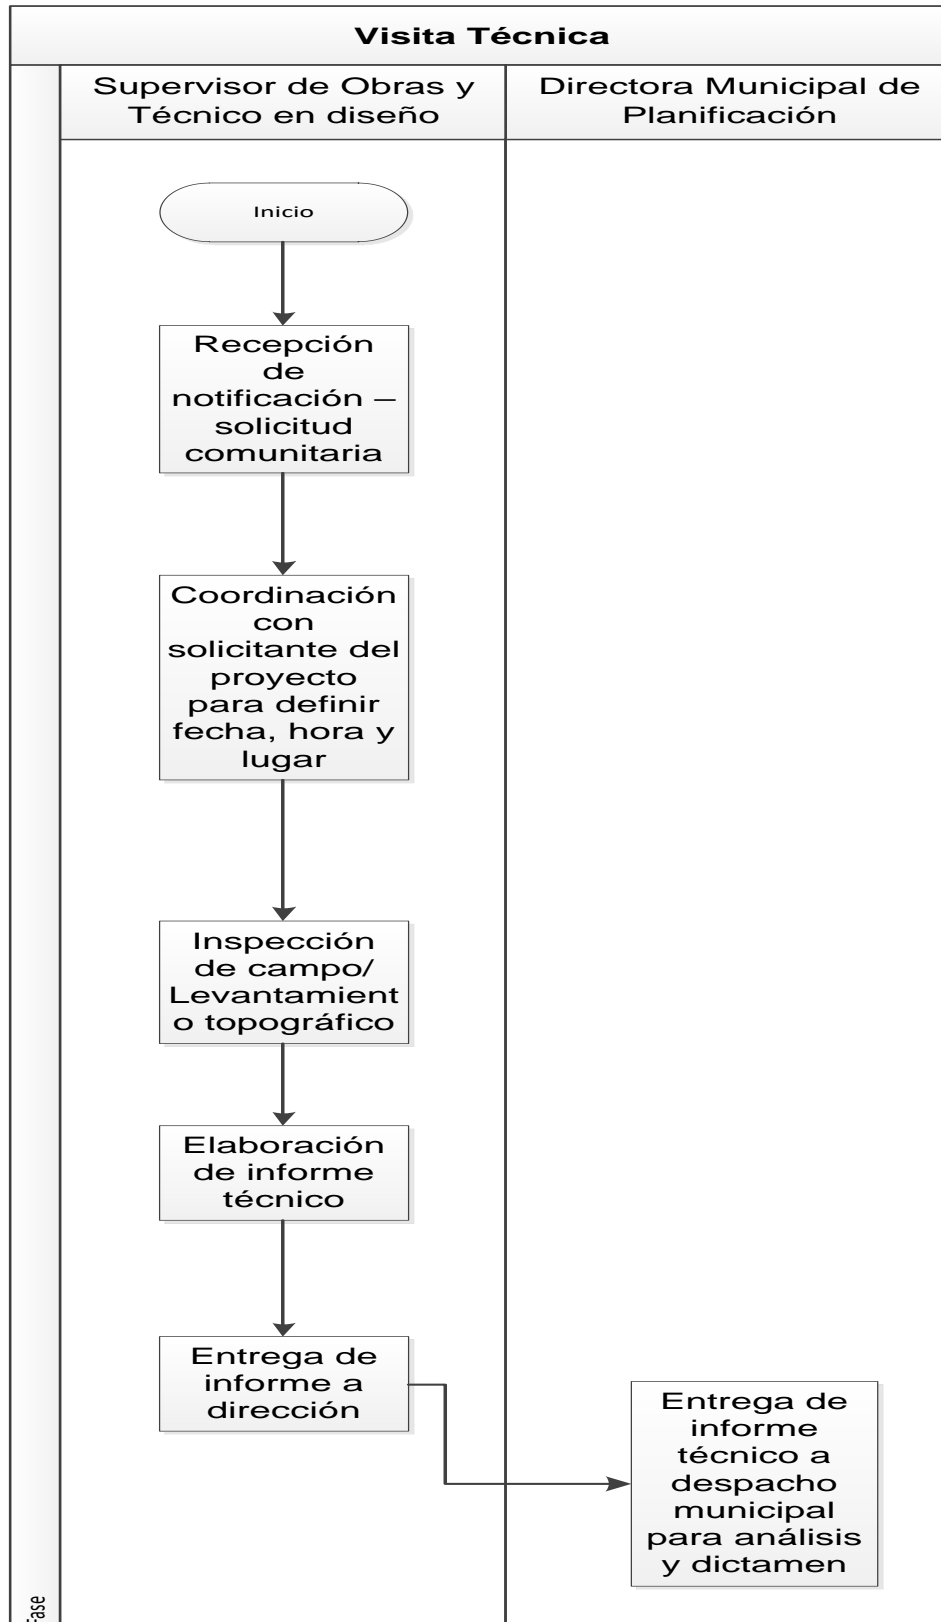 Visita Técnica
Supervisor de Obras y
Técnico en diseño
Directora Municipal de
Planificación
Inicio
Recepción
de
notificación –
solicitud
comunitaria
Coordinación
con
solicitante del
proyecto
para definir
fecha, hora y
lugar
Inspección
de campo/
Levantamient
o topográfico
Elaboración
de informe
técnico
Entrega de
informe a
dirección
Entrega de
informe
técnico a
despacho
municipal
para análisis
y dictamen
Fase